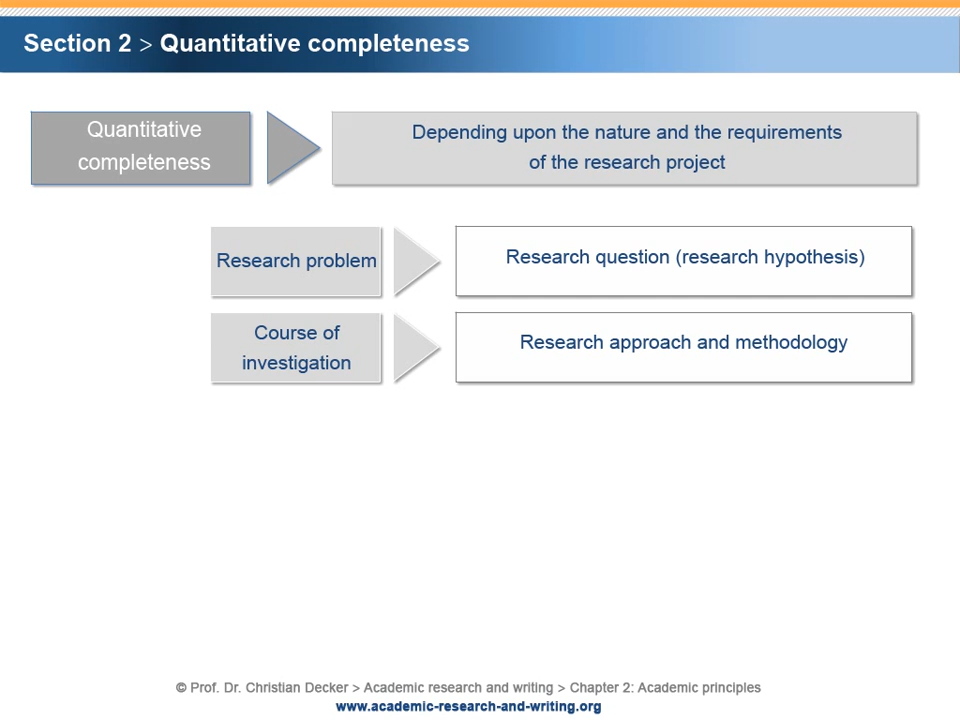 Section 2 > Quantitative completeness
Quantitative
completeness
Depending upon the nature and the requirements
of the research project
Research problem
Research question (research hypothesis)
Course of
investigation
Research approach and methodology
© Prof. Dr. Christian Decker > Academic research and writing > Chapter 2: Academic principles
www.academic-research-and-writing.org